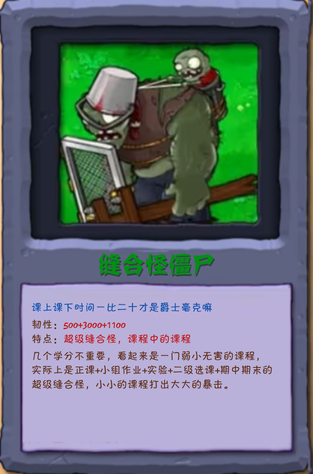 缝合怪僵尸
课上课下时间一比二十才是爵士毫克嘛
韧性：500+3000+1100
特点：超级缝合怪，课程中的课程
几个学分不重要，看起来是一门弱小无害的课程，
实际上是正课+小组作业+实验+二级选课+期中期末的
超级缝合怪，小小的课程打出大大的暴击。